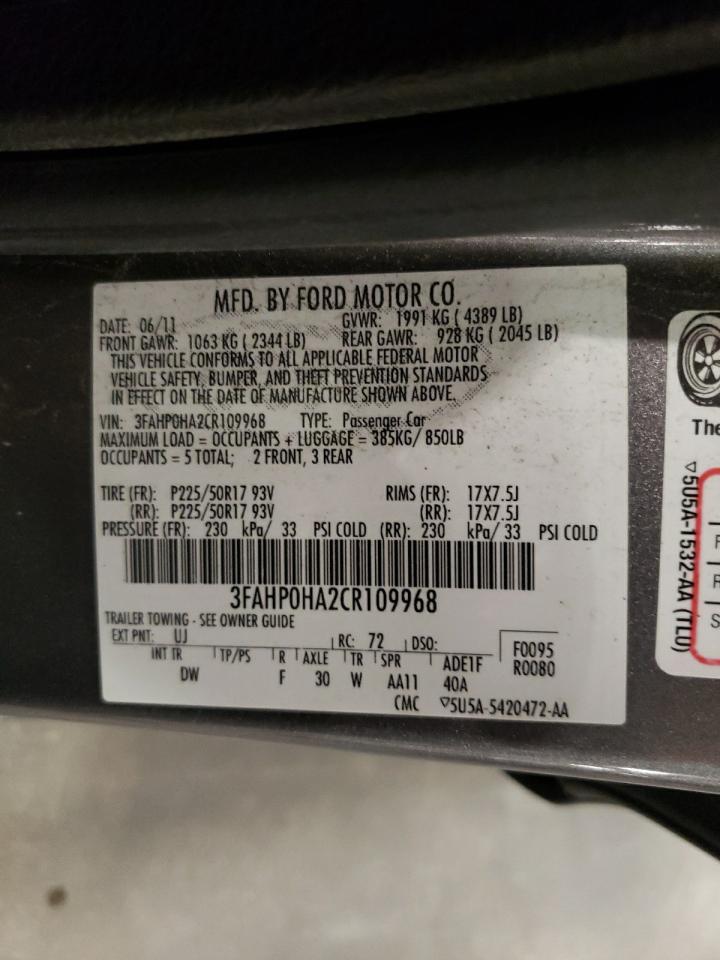 MFD. BY FORD MOTOR CO.
DATE: 06/11 GVWR: 1991 KG ( 4389 LB)
FRONT GAWR: 1063 KG ( 2344 LB) REAR GAWR: 928 KG ( 2045 LB)
THIS VEHICLE CONFORMS TO ALL APPLICABLE FEDERAL MOTOR
VEHICLE SAFETY, BUMPER, AND THEFT PREVENTION STANDARDS
IN EFFECT ON THE DATE OF MANUFACTURE SHOWN ABOVE.
VIN: 3FAHP0HA2CR109968 TYPE: Passenger Car
MAXIMUM LOAD = OCCUPANTS + LUGGAGE = 385KG/ 850LB
OCCUPANTS = 5 TOTAL; 2 FRONT, 3 REAR
TIRE (FR): P225/50R17 93V RIMS (FR): 17X7.5J
(RR): P225/50R17 93V (RR): 17X7.5J
PRESSURE (FR): 230 kPa/ 33 PSI COLD (RR): 230 kPa/ 33 PSI COLD
3FAHP0HA2CR109968
TRAILER TOWING - SEE OWNER GUIDE
EXT PNT: UJ RC: 72 DSO: F0095
INT TR TP/PS R AXLE TR SPR ADE1F R0080
DW F 30 W AA11 40A
CMC ▽5U5A-5420472-AA
The
▽5U5A-1532-AA (TLU)
F
R
S